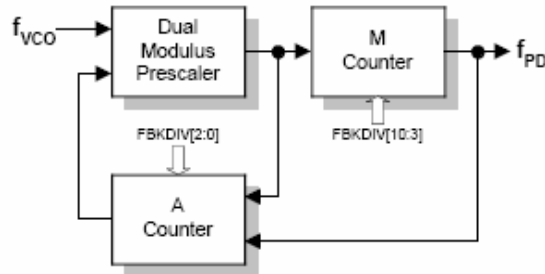 fVCO
Dual
Modulus
Prescaler
M
Counter
fPD
FBKDIV[2:0]
FBKDIV[10:3]
A
Counter